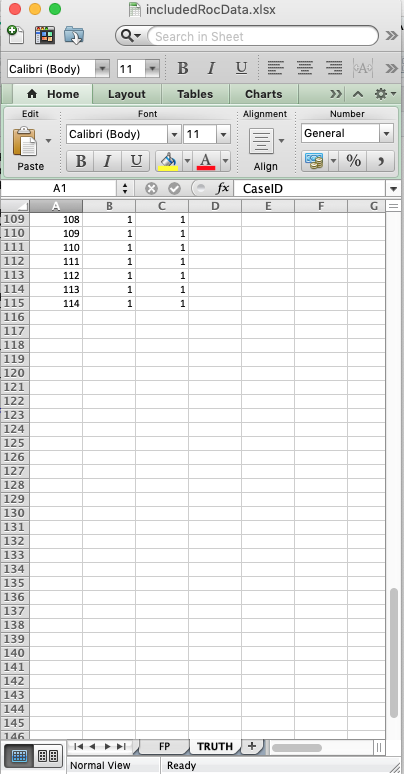 includedRocData.xlsx
Search in Sheet
Calibri (Body) 11 B I U A
Home Layout Tables Charts
Edit Font Alignment Number
Calibri (Body) 11 General
Paste B I U A Align % ,
A1 fx CaseID
A B C D E F G
109 108 1 1
110 109 1 1
111 110 1 1
112 111 1 1
113 112 1 1
114 113 1 1
115 114 1 1
116
117
118
119
120
121
122
123
124
125
126
127
128
129
130
131
132
133
134
135
136
137
138
139
140
141
142
143
144
145
146
FP TRUTH +
Normal View Ready